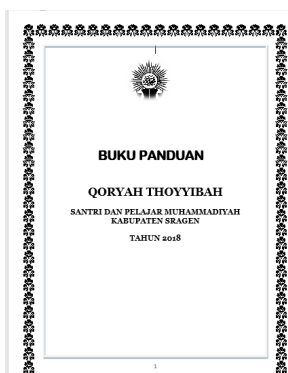 BUKU PANDUAN
QORYAH THOYYIBAH
SANTRI DAN PELAJAR MUHAMMADIYAH
KABUPATEN SRAGEN
TAHUN 2018
1